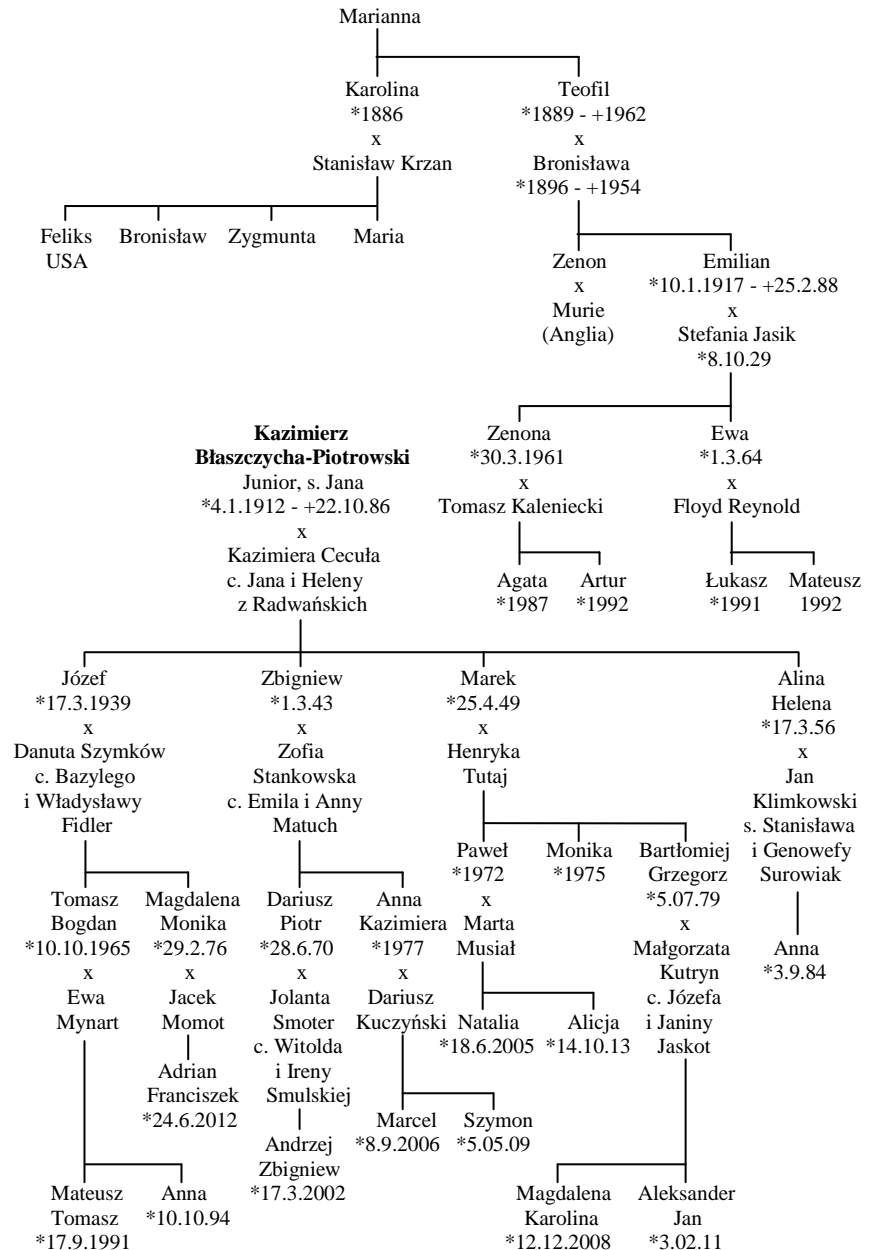 Marianna
Karolina
*1886
x
Stanisław Krzan
Teofil
*1889 - +1962
x
Bronisława
*1896 - +1954
Feliks
USA
Bronisław
Zygmunta
Maria
Zenon
x
Murie
(Anglia)
Emilian
*10.1.1917 - +25.2.88
x
Stefania Jasik
*8.10.29
Zenona
*30.3.1961
x
Tomasz Kaleniecki
Ewa
*1.3.64
x
Floyd Reynold
Agata
*1987
Artur
*1992
Łukasz
*1991
Mateusz
1992
Kazimierz
Błaszczycha-Piotrowski
Junior, s. Jana
*4.1.1912 - +22.10.86
x
Kazimiera Cecuła
c. Jana i Heleny
z Radwańskich
Józef
*17.3.1939
x
Danuta Szymków
c. Bazylego
i Władysławy
Fidler
Zbigniew
*1.3.43
x
Zofia
Stankowska
c. Emila i Anny
Matuch
Marek
*25.4.49
x
Henryka
Tutaj
Alina
Helena
*17.3.56
x
Jan
Klimkowski
s. Stanisława
i Genowefy
Surowiak
Tomasz
Bogdan
*10.10.1965
x
Ewa
Mynart
Magdalena
Monika
*29.2.76
x
Jacek
Momot
Adrian
Franciszek
*24.6.2012
Dariusz
Piotr
*28.6.70
x
Jolanta
Smoter
c. Witolda
i Ireny
Smulskiej
Anna
Kazimiera
*1977
x
Dariusz
Kuczyński
Paweł
*1972
x
Marta
Musiał
Monika
*1975
Bartłomiej
Grzegorz
*5.07.79
x
Małgorzata
Kutryn
c. Józefa
i Janiny
Jaskot
Anna
*3.9.84
Natalia
*18.6.2005
Alicja
*14.10.13
Marcel
*8.9.2006
Szymon
*5.05.09
Andrzej
Zbigniew
*17.3.2002
Mateusz
Tomasz
*17.9.1991
Anna
*10.10.94
Magdalena
Karolina
*12.12.2008
Aleksander
Jan
*3.02.11